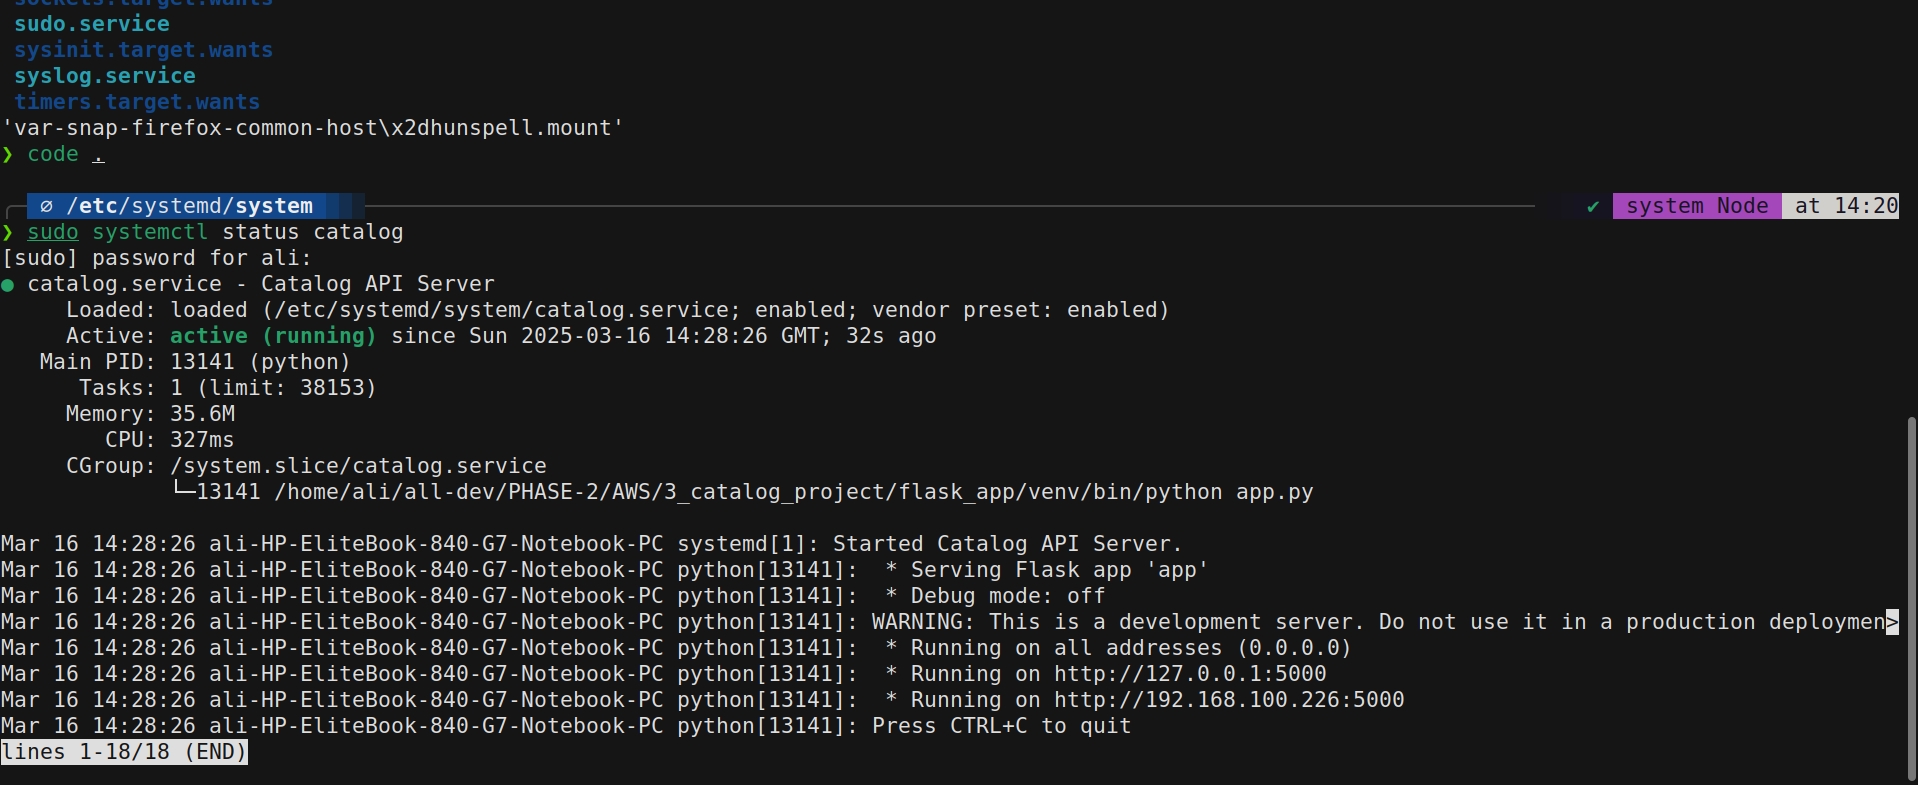 sockets.target.wants
sudo.service
sysinit.target.wants
syslog.service
timers.target.wants
'var-snap-firefox-common-host\x2dhunspell.mount'
❯ code .
∅ /etc/systemd/system ✔ system Node at 14:20
❯ sudo systemctl status catalog
[sudo] password for ali:
● catalog.service - Catalog API Server
Loaded: loaded (/etc/systemd/system/catalog.service; enabled; vendor preset: enabled)
Active: active (running) since Sun 2025-03-16 14:28:26 GMT; 32s ago
Main PID: 13141 (python)
Tasks: 1 (limit: 38153)
Memory: 35.6M
CPU: 327ms
CGroup: /system.slice/catalog.service
└─13141 /home/ali/all-dev/PHASE-2/AWS/3_catalog_project/flask_app/venv/bin/python app.py
Mar 16 14:28:26 ali-HP-EliteBook-840-G7-Notebook-PC systemd[1]: Started Catalog API Server.
Mar 16 14:28:26 ali-HP-EliteBook-840-G7-Notebook-PC python[13141]:  * Serving Flask app 'app'
Mar 16 14:28:26 ali-HP-EliteBook-840-G7-Notebook-PC python[13141]:  * Debug mode: off
Mar 16 14:28:26 ali-HP-EliteBook-840-G7-Notebook-PC python[13141]: WARNING: This is a development server. Do not use it in a production deploymen>
Mar 16 14:28:26 ali-HP-EliteBook-840-G7-Notebook-PC python[13141]:  * Running on all addresses (0.0.0.0)
Mar 16 14:28:26 ali-HP-EliteBook-840-G7-Notebook-PC python[13141]:  * Running on http://127.0.0.1:5000
Mar 16 14:28:26 ali-HP-EliteBook-840-G7-Notebook-PC python[13141]:  * Running on http://192.168.100.226:5000
Mar 16 14:28:26 ali-HP-EliteBook-840-G7-Notebook-PC python[13141]: Press CTRL+C to quit
lines 1-18/18 (END)